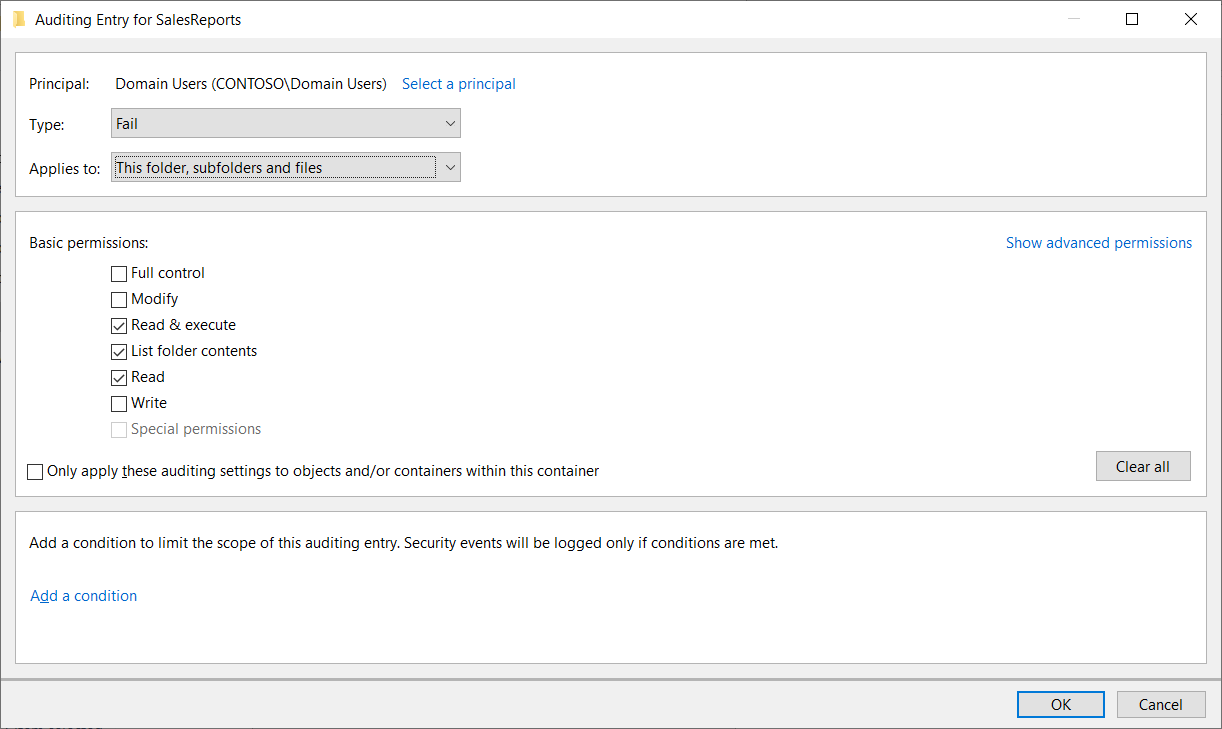 Auditing Entry for SalesReports
Principal: Domain Users (CONTOSO\Domain Users) Select a principal
Type: Fail
Applies to: This folder, subfolders and files
Basic permissions: Show advanced permissions
Full control
Modify
Read & execute
List folder contents
Read
Write
Special permissions
Only apply these auditing settings to objects and/or containers within this container Clear all
Add a condition to limit the scope of this auditing entry. Security events will be logged only if conditions are met.
Add a condition
OK Cancel